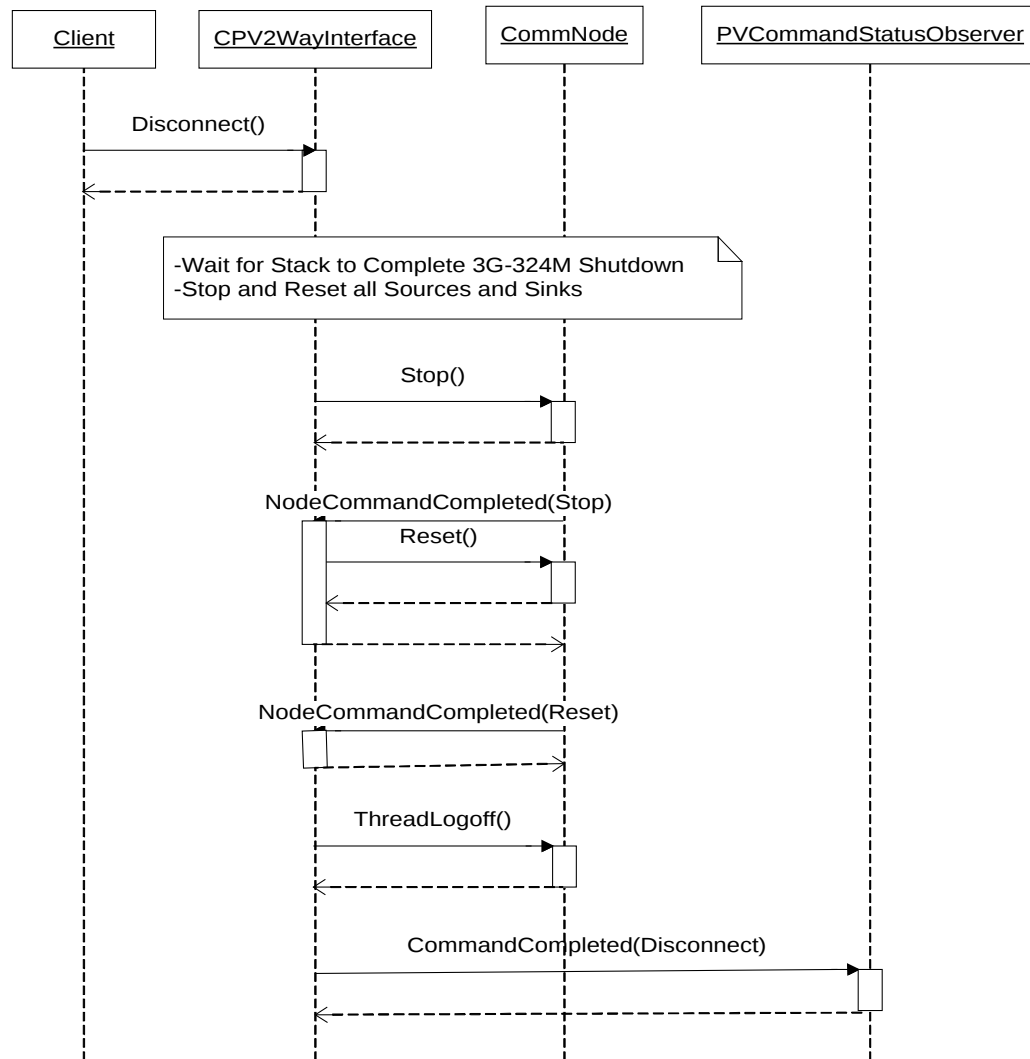 Client
CPV2WayInterface
CommNode
PVCommandStatusObserver
Disconnect()
-Wait for Stack to Complete 3G-324M Shutdown
-Stop and Reset all Sources and Sinks
Stop()
NodeCommandCompleted(Stop)
Reset()
NodeCommandCompleted(Reset)
ThreadLogoff()
CommandCompleted(Disconnect)